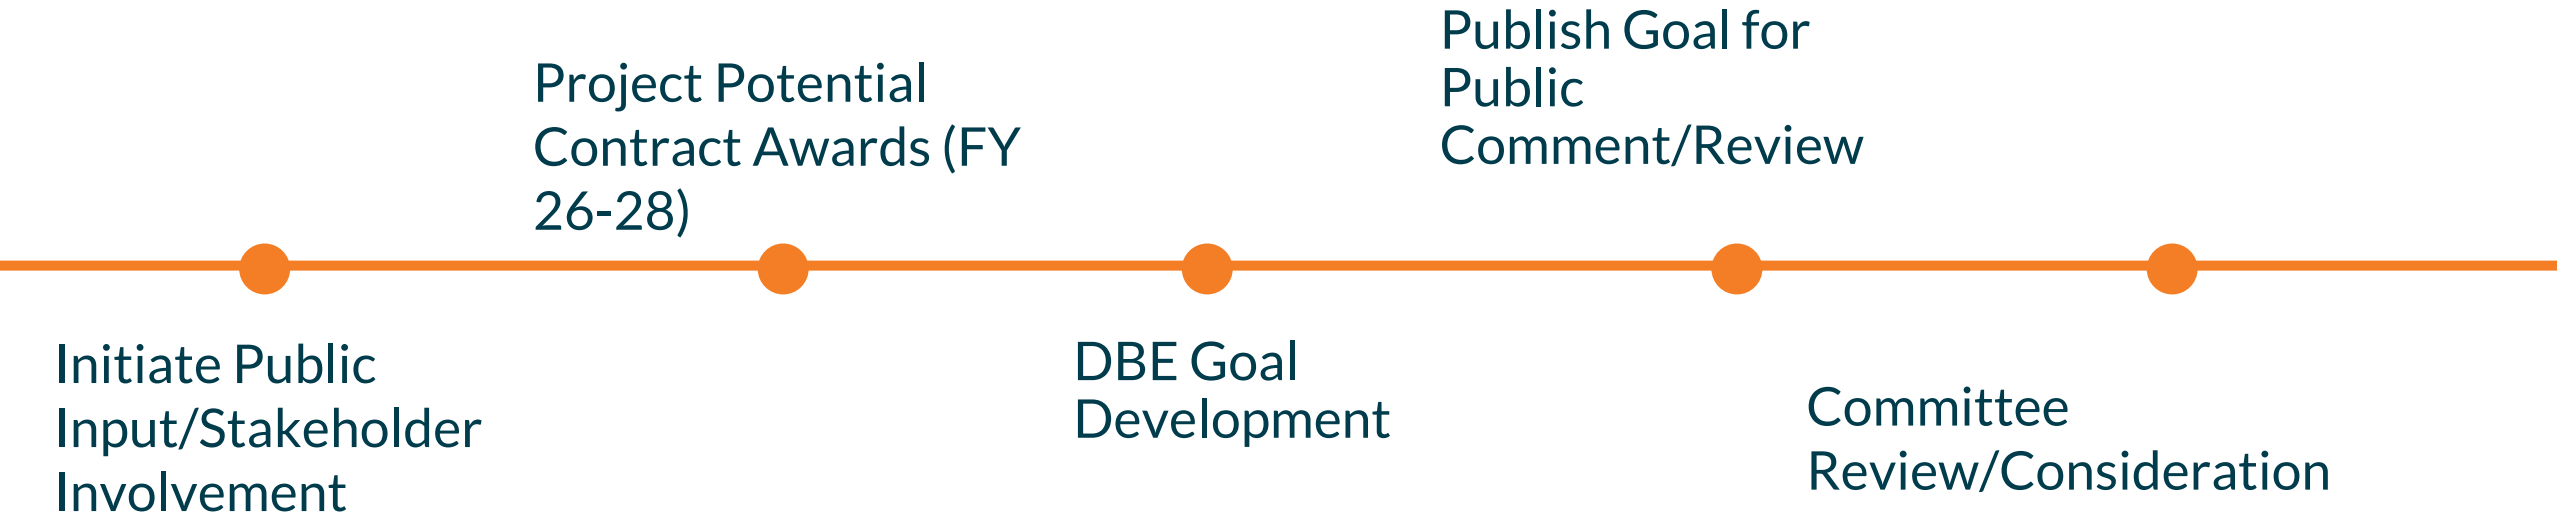 Initiate Public
Input/Stakeholder
Involvement
Project Potential
Contract Awards (FY
26-28)
DBE Goal
Development
Publish Goal for
Public
Comment/Review
Committee
Review/Consideration